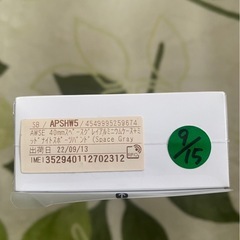 SB / APSHW5 / 4549995259674
AWSE 40mmスペースグレイアルミニウムケース+ミ
ッドナイトスポーツバンド (Space Gray
出荷日 22/09/13
IMEI 352940112702312
9/15